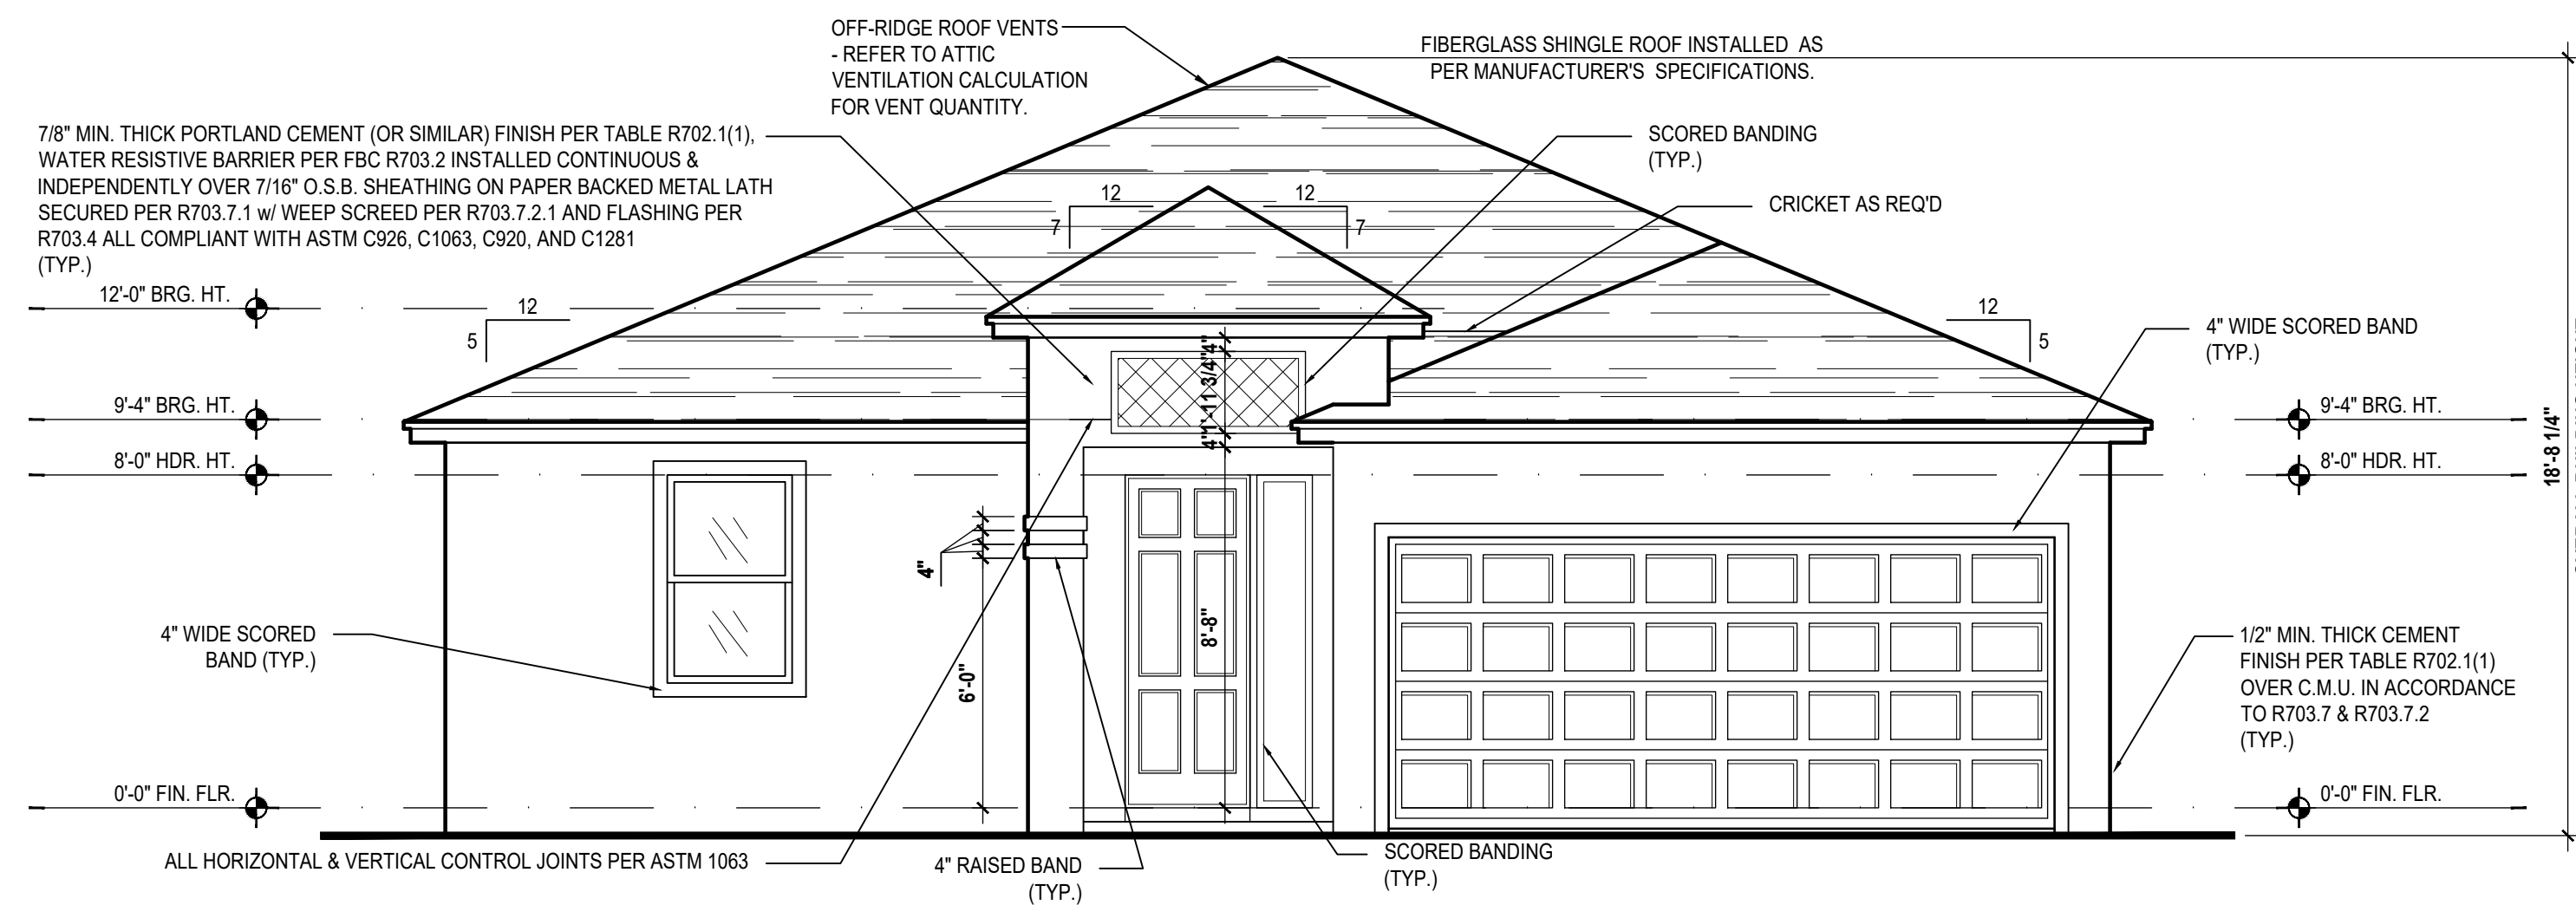 OFF-RIDGE ROOF VENTS
- REFER TO ATTIC
VENTILATION CALCULATION
FOR VENT QUANTITY.
FIBERGLASS SHINGLE ROOF INSTALLED AS
PER MANUFACTURER'S SPECIFICATIONS.
7/8" MIN. THICK PORTLAND CEMENT (OR SIMILAR) FINISH PER TABLE R702.1(1),
WATER RESISTIVE BARRIER PER FBC R703.2 INSTALLED CONTINUOUS &
INDEPENDENTLY OVER 7/16" O.S.B. SHEATHING ON PAPER BACKED METAL LATH
SECURED PER R703.7.1 w/ WEEP SCREED PER R703.7.2.1 AND FLASHING PER
R703.4 ALL COMPLIANT WITH ASTM C926, C1063, C920, AND C1281
(TYP.)
SCORED BANDING
(TYP.)
CRICKET AS REQ'D
12
7
12
7
12'-0" BRG. HT.
12
5
12
5
4" WIDE SCORED BAND
(TYP.)
9'-4" BRG. HT.
9'-4" BRG. HT.
8'-0" HDR. HT.
8'-0" HDR. HT.
4"
1'-11 3/4"
4"
18'-8 1/4"
4"
8'-8"
6'-0"
4" WIDE SCORED
BAND (TYP.)
1/2" MIN. THICK CEMENT
FINISH PER TABLE R702.1(1)
OVER C.M.U. IN ACCORDANCE
TO R703.7 & R703.7.2
(TYP.)
0'-0" FIN. FLR.
0'-0" FIN. FLR.
ALL HORIZONTAL & VERTICAL CONTROL JOINTS PER ASTM 1063
4" RAISED BAND
(TYP.)
SCORED BANDING
(TYP.)